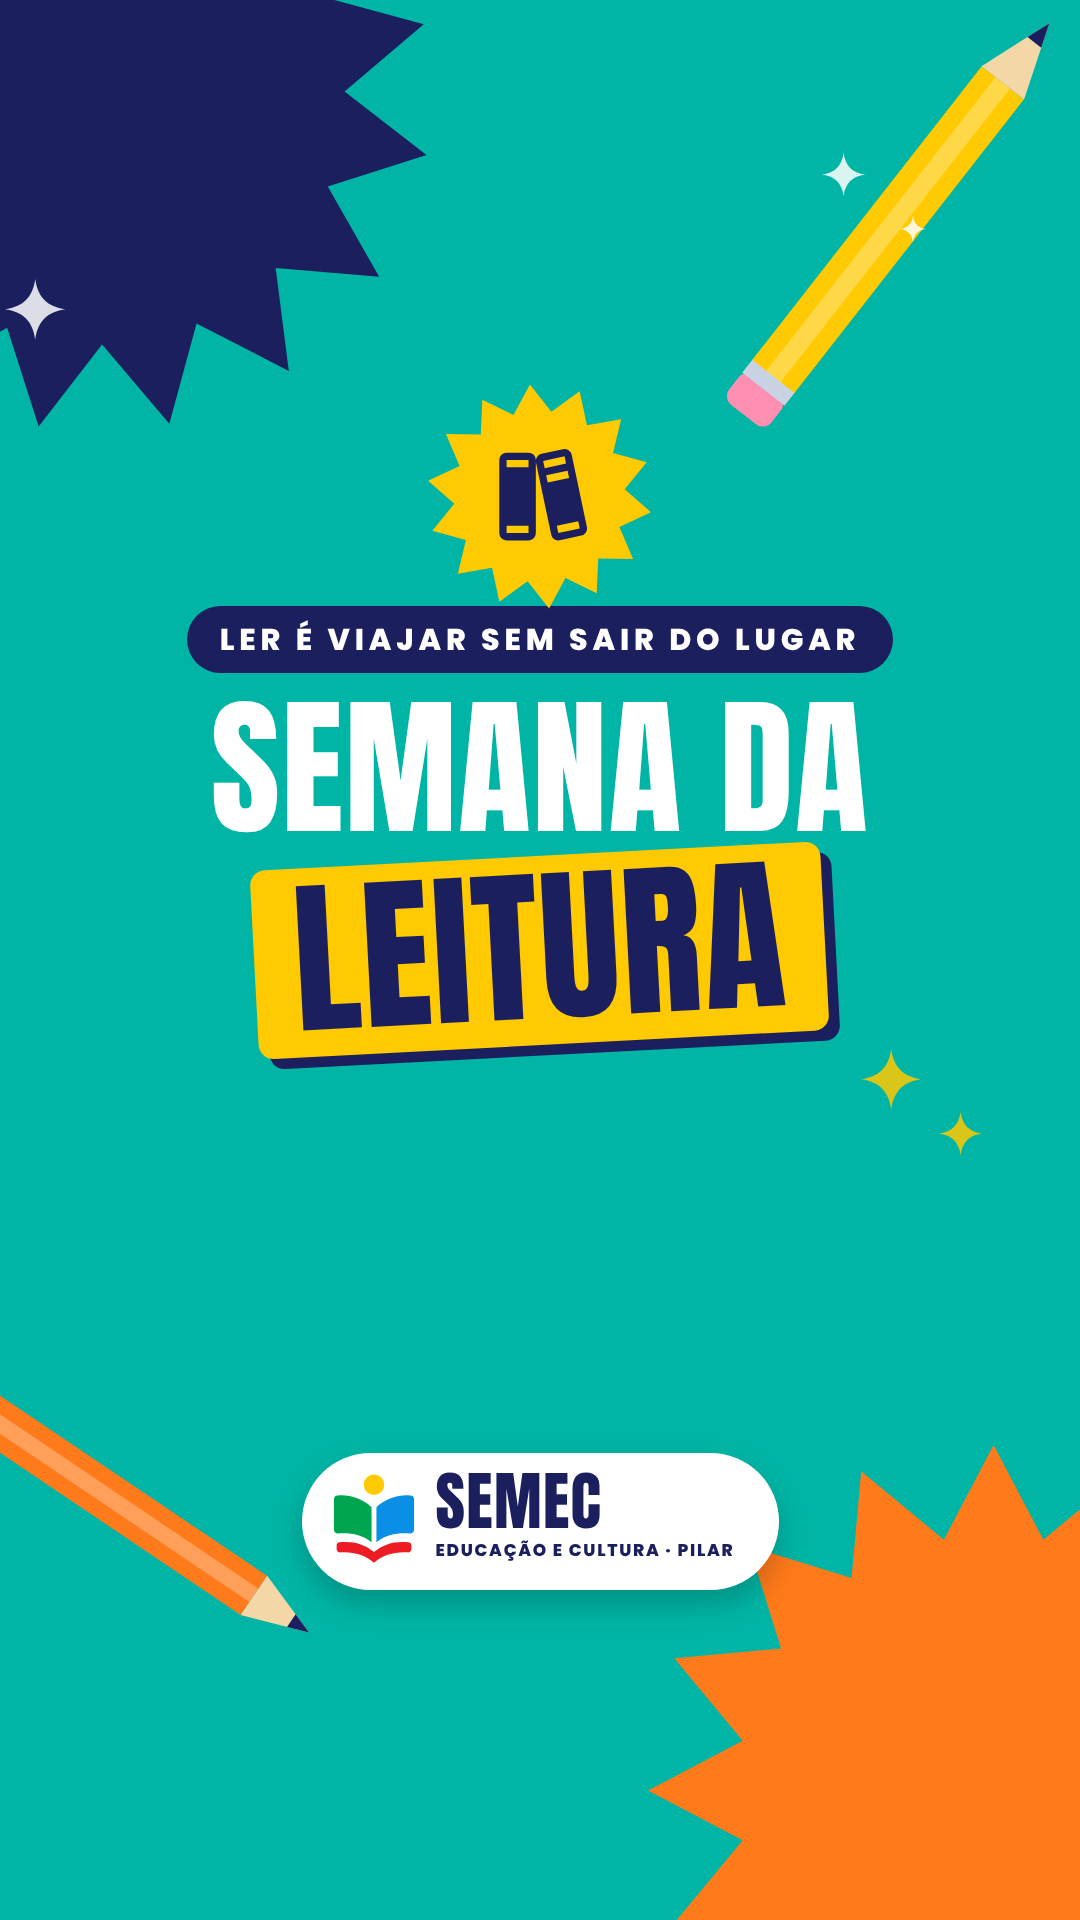 LER É VIAJAR SEM SAIR DO LUGAR
SEMANA DA
LEITURA
SEMEC
EDUCAÇÃO E CULTURA · PILAR